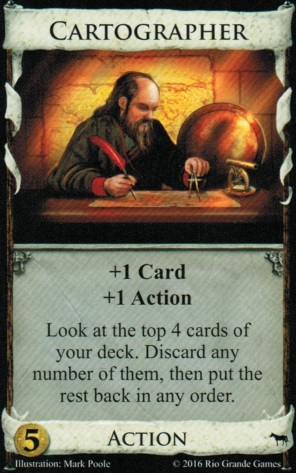 CARTOGRAPHER
+1 Card
+1 Action
Look at the top 4 cards of
your deck. Discard any
number of them, then put the
rest back in any order.
5
ACTION
Illustration: Mark Poole
© 2016 Rio Grande Games